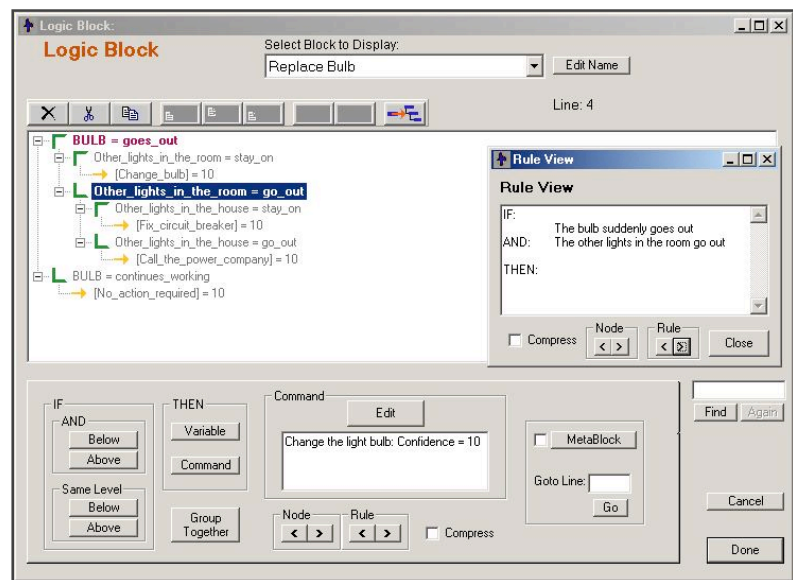 Logic Block:
Logic Block
Select Block to Display:
Replace Bulb
Edit Name
Line: 4
BULB = goes_out
Other_lights_in_the_room = stay_on
[Change_bulb] = 10
Other_lights_in_the_room = go_out
Other_lights_in_the_house = stay_on
[Fix_circuit_breaker] = 10
Other_lights_in_the_house = go_out
[Call_the_power_company] = 10
BULB = continues_working
[No_action_required] = 10
Rule View
Rule View
IF:
The bulb suddenly goes out
AND: The other lights in the room go out
THEN:
Compress
Node
< >
Rule
< >
Close
IF
AND
Below
Above
Same Level
Below
Above
THEN
Variable
Command
Group
Together
Command
Edit
Change the light bulb: Confidence = 10
Node
< >
Rule
< >
Compress
MetaBlock
Goto Line:
Go
Find Again
Cancel
Done